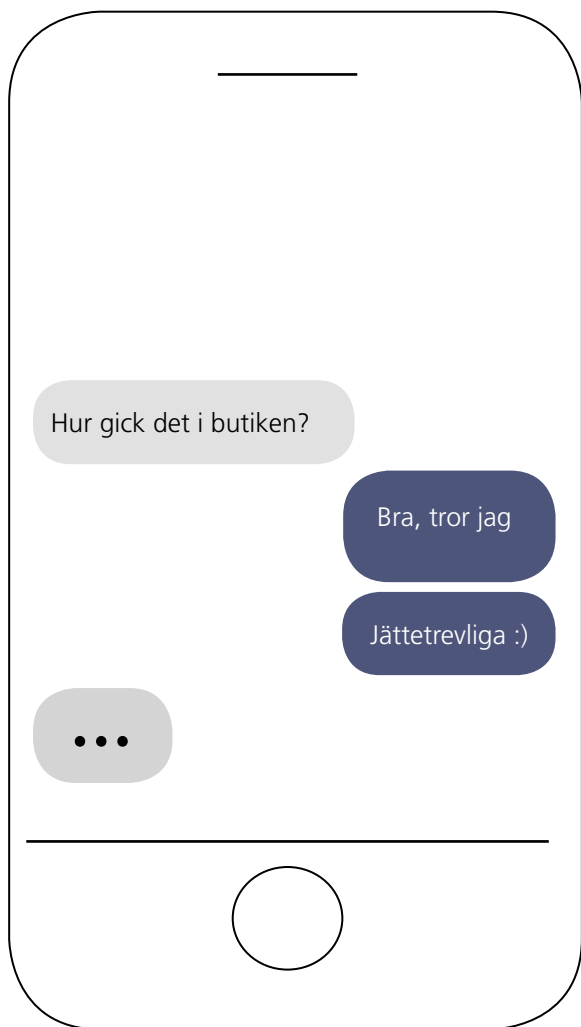 Hur gick det i butiken?
Bra, tror jag
Jättetrevliga :)
...